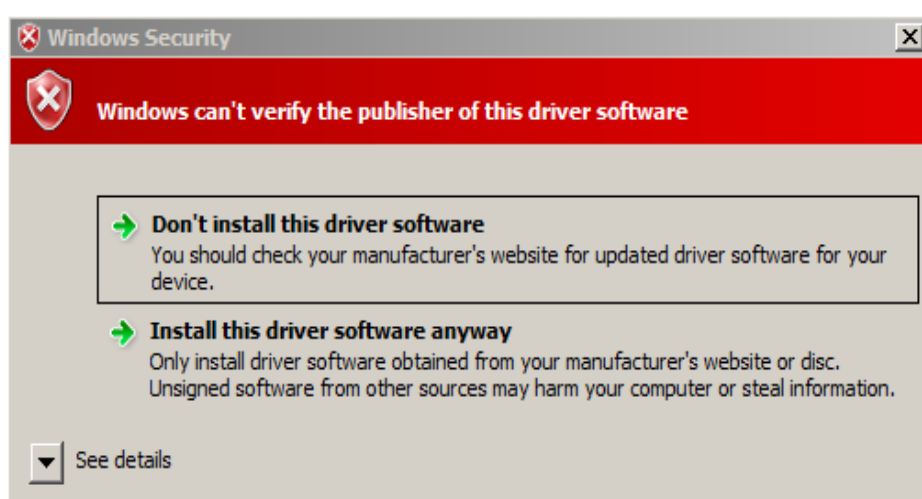 Windows Security
Windows can't verify the publisher of this driver software
Don't install this driver software
You should check your manufacturer's website for updated driver software for your
device.
Install this driver software anyway
Only install driver software obtained from your manufacturer's website or disc.
Unsigned software from other sources may harm your computer or steal information.
See details